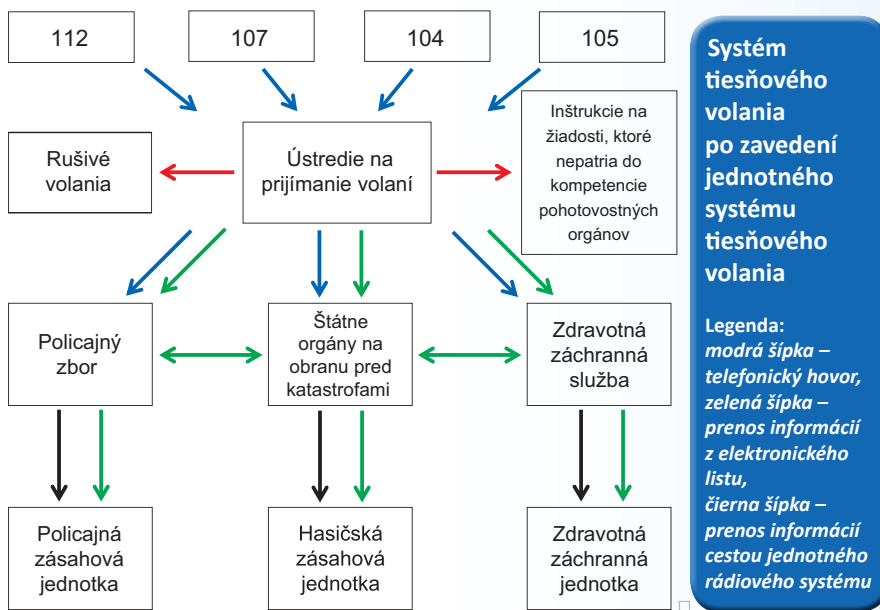 112
107
104
105
Rušivé
volania
Ústredie na
prijímanie volaní
Inštrukcie na
žiadosti, ktoré
nepatria do
kompetencie
pohotovostných
orgánov
Policajný
zbor
Štátne
orgány na
obranu pred
katastrofami
Zdravotná
záchranná
služba
Policajná
zásahová
jednotka
Hasičská
zásahová
jednotka
Zdravotná
záchranná
jednotka
Systém
tiesňového
volania
po zavedení
jednotného
systému
tiesňového
volania
Legenda:
modrá šípka –
telefonický hovor,
zelená šípka –
prenos informácií
z elektronického
listu,
čierna šípka –
prenos informácií
cestou jednotného
rádiového systému